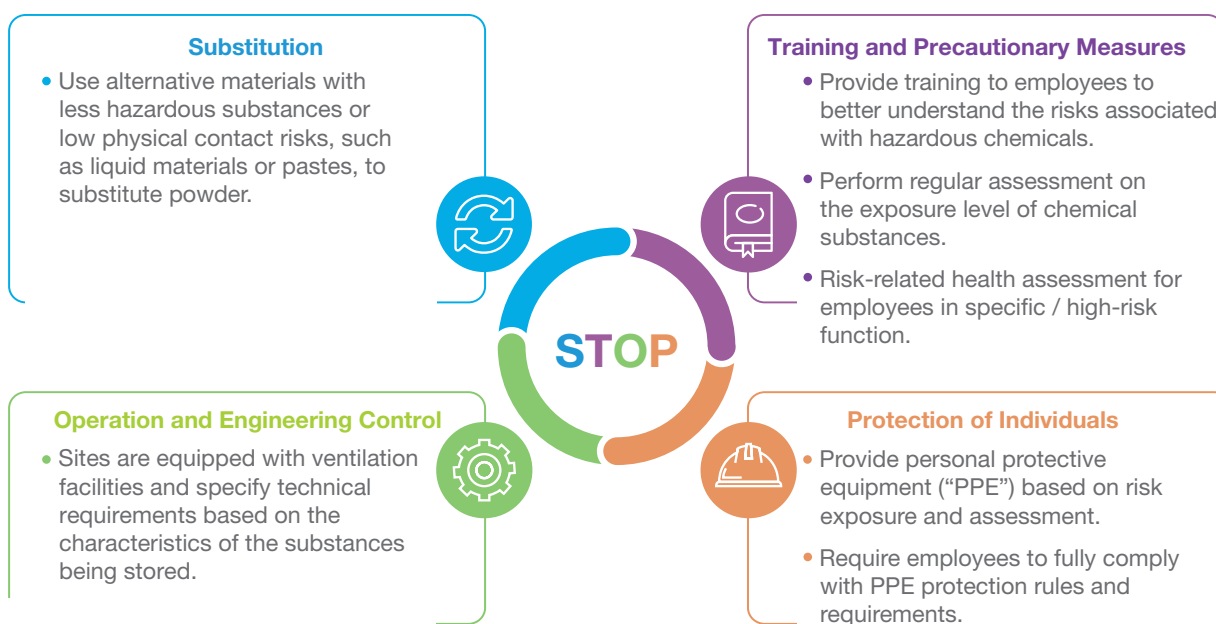 Substitution
• Use alternative materials with
less hazardous substances or
low physical contact risks, such
as liquid materials or pastes, to
substitute powder.
Training and Precautionary Measures
• Provide training to employees to
better understand the risks associated
with hazardous chemicals.
• Perform regular assessment on
the exposure level of chemical
substances.
• Risk-related health assessment for
employees in specific / high-risk
function.
STOP
Operation and Engineering Control
• Sites are equipped with ventilation
facilities and specify technical
requirements based on the
characteristics of the substances
being stored.
Protection of Individuals
• Provide personal protective
equipment (“PPE”) based on risk
exposure and assessment.
• Require employees to fully comply
with PPE protection rules and
requirements.